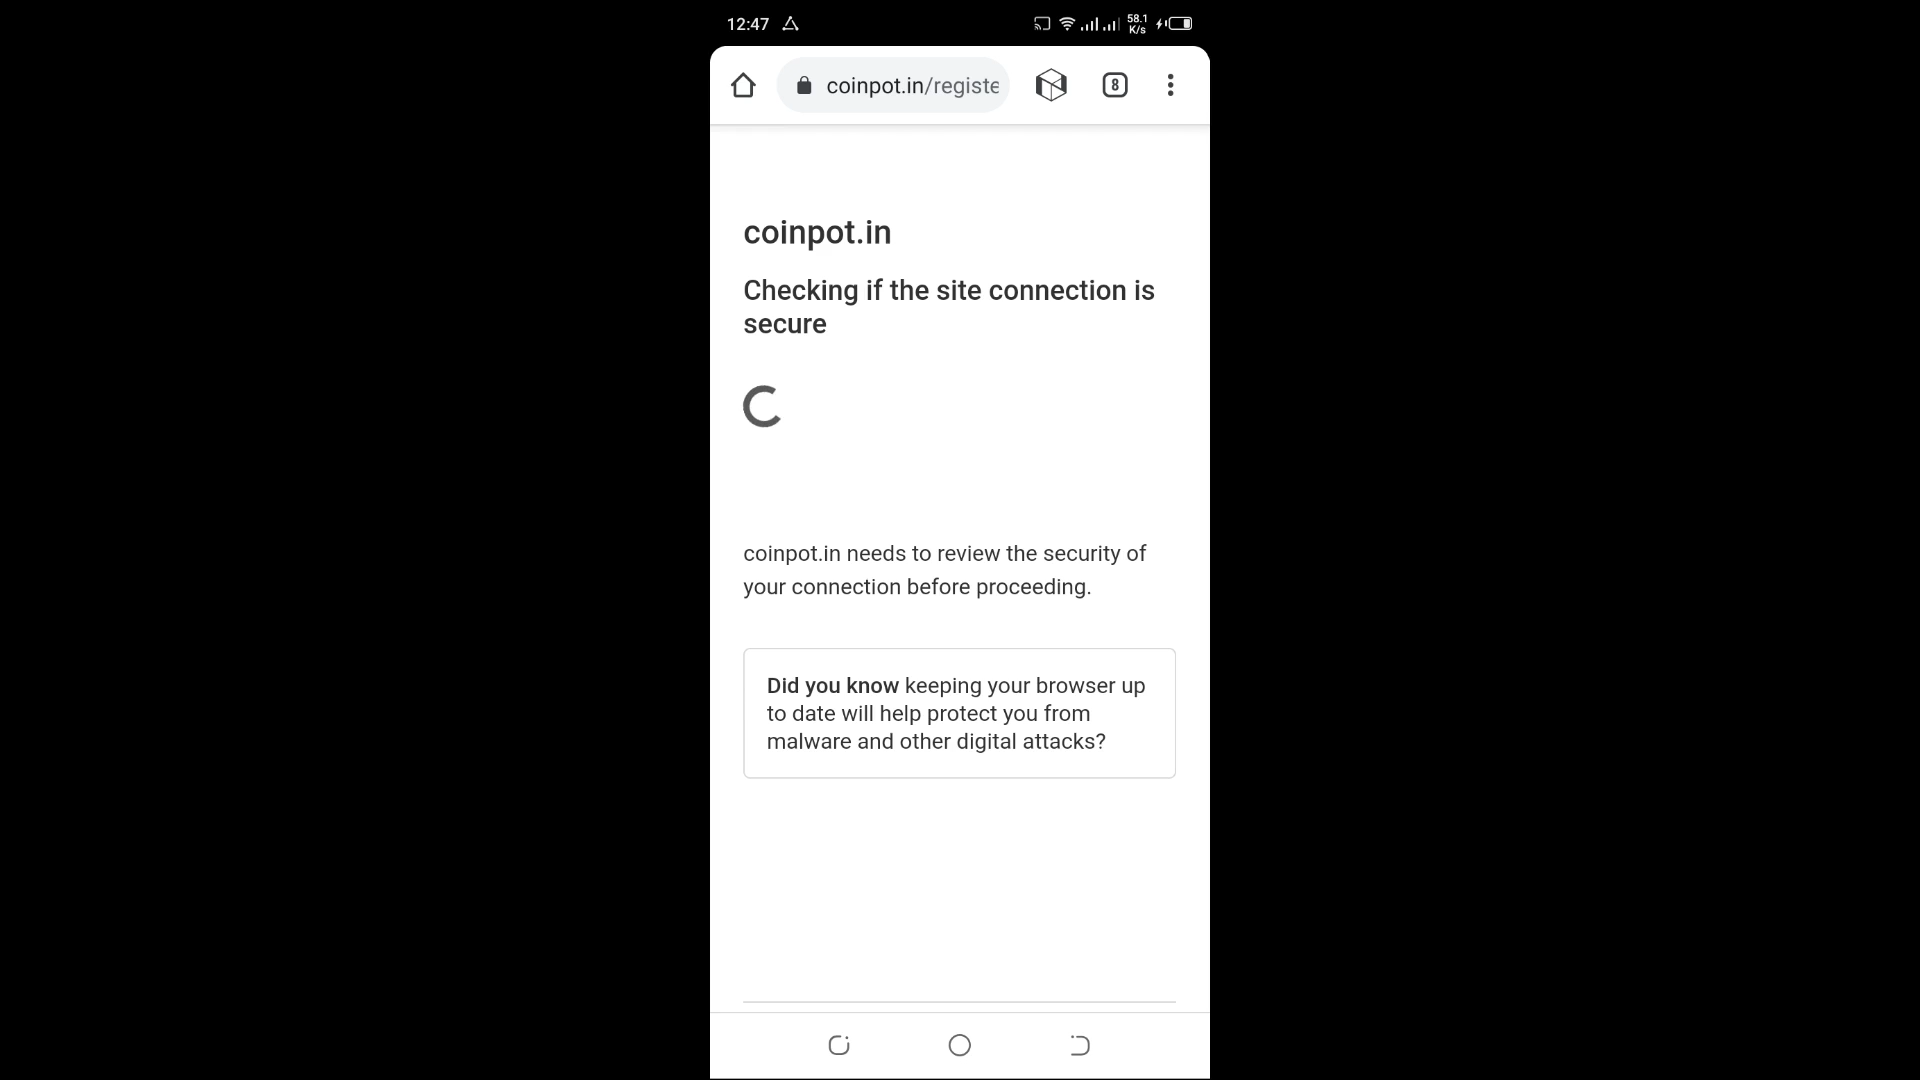 12:47
58.1
K/s
coinpot.in/registe
8
coinpot.in
Checking if the site connection is
secure
coinpot.in needs to review the security of
your connection before proceeding.
Did you know keeping your browser up
to date will help protect you from
malware and other digital attacks?